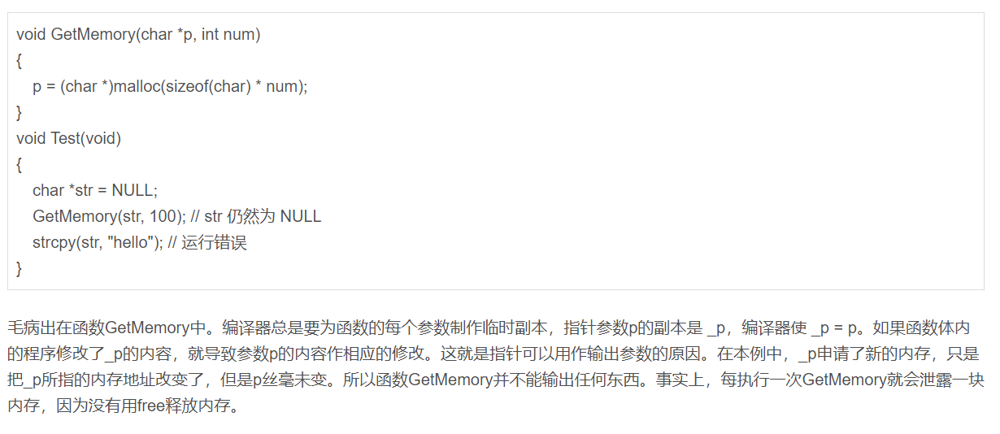 void GetMemory(char *p, int num)
{
p = (char *)malloc(sizeof(char) * num);
}
void Test(void)
{
char *str = NULL;
GetMemory(str, 100); // str 仍然为 NULL
strcpy(str, "hello"); // 运行错误
}
毛病出在函数GetMemory中。编译器总是要为函数的每个参数制作临时副本，指针参数p的副本是 _p，编译器使 _p = p。如果函数体内
的程序修改了_p的内容，就导致参数p的内容作相应的修改。这就是指针可以用作输出参数的原因。在本例中，_p申请了新的内存，只是
把_p所指的内存地址改变了，但是p丝毫未变。所以函数GetMemory并不能输出任何东西。事实上，每执行一次GetMemory就会泄露一块
内存，因为没有用free释放内存。